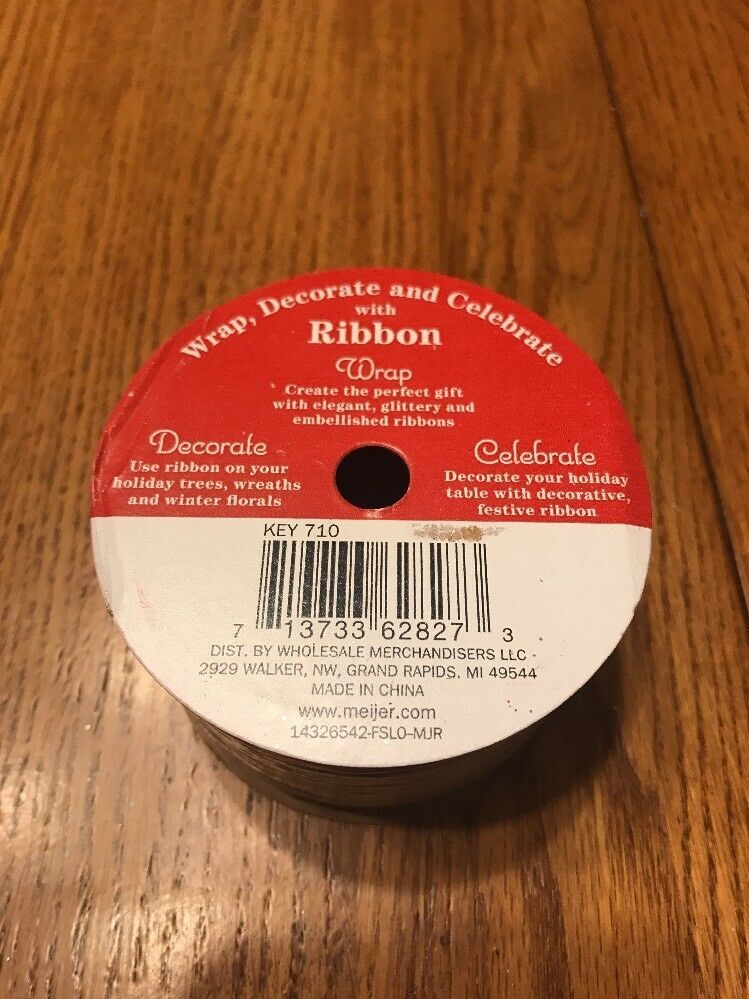 Wrap, Decorate and Celebrate
with
Ribbon
Wrap
Create the perfect gift
with elegant, glittery and
embellished ribbons
Decorate
Use ribbon on your
holiday trees, wreaths
and winter florals
Celebrate
Decorate your holiday
table with decorative,
festive ribbon
KEY 710
7 13733 62827 3
DIST. BY WHOLESALE MERCHANDISERS LLC
2929 WALKER, NW, GRAND RAPIDS, MI 49544
MADE IN CHINA
www.meijer.com
14326542-FSLO-MJR